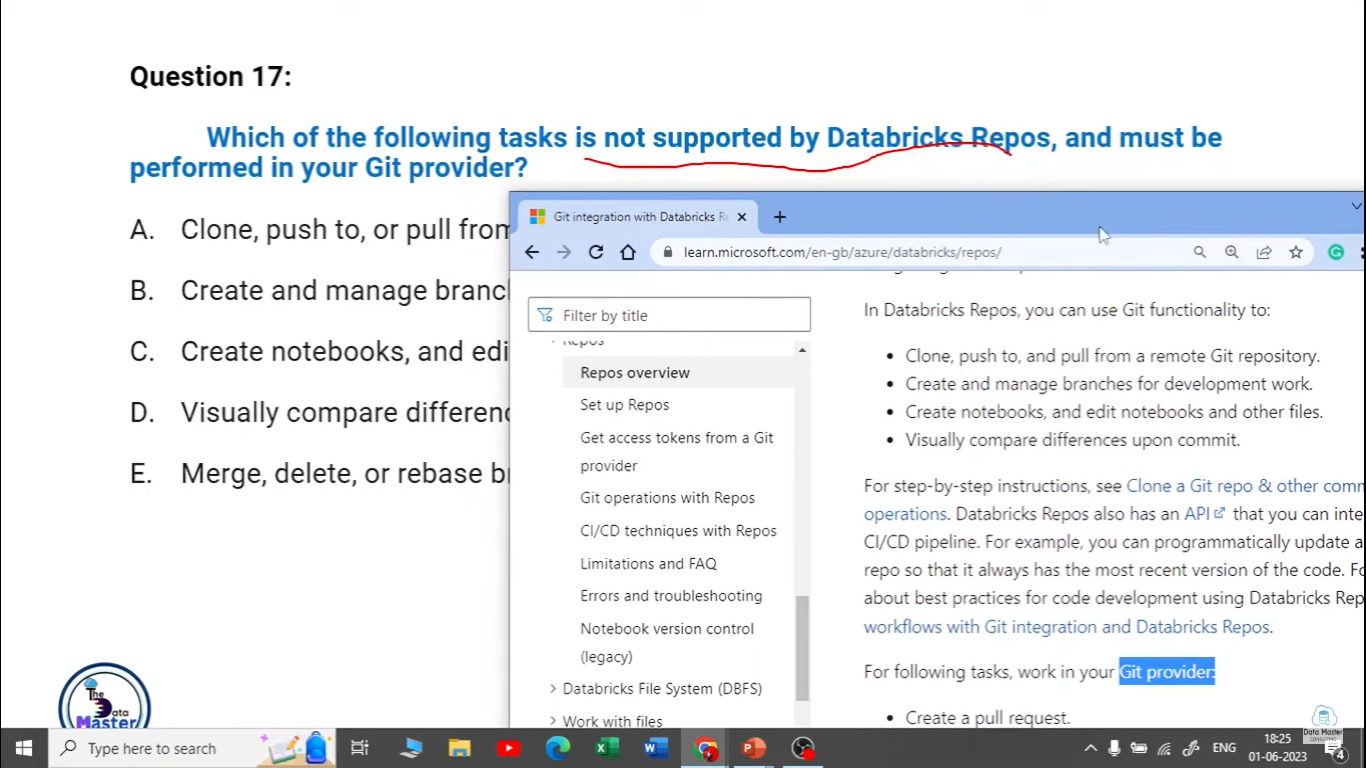 Question 17:
Which of the following tasks is not supported by Databricks Repos, and must be
performed in your Git provider?
A. Clone, push to, or pull from
B. Create and manage branch
C. Create notebooks, and edi
D. Visually compare differenc
E. Merge, delete, or rebase br
Git integration with Databricks R
learn.microsoft.com/en-gb/azure/databricks/repos/
Filter by title
Repos
Repos overview
Set up Repos
Get access tokens from a Git
provider
Git operations with Repos
CI/CD techniques with Repos
Limitations and FAQ
Errors and troubleshooting
Notebook version control
(legacy)
Databricks File System (DBFS)
Work with files
In Databricks Repos, you can use Git functionality to:
Clone, push to, and pull from a remote Git repository.
Create and manage branches for development work.
Create notebooks, and edit notebooks and other files.
Visually compare differences upon commit.
For step-by-step instructions, see Clone a Git repo & other comm
operations. Databricks Repos also has an API that you can inte
CI/CD pipeline. For example, you can programmatically update a
repo so that it always has the most recent version of the code. Fo
about best practices for code development using Databricks Rep
workflows with Git integration and Databricks Repos.
For following tasks, work in your Git provider:
Create a pull request.
The
Data
Master
Data Master
CONSULTING
Type here to search
ENG
18:25
01-06-2023
4